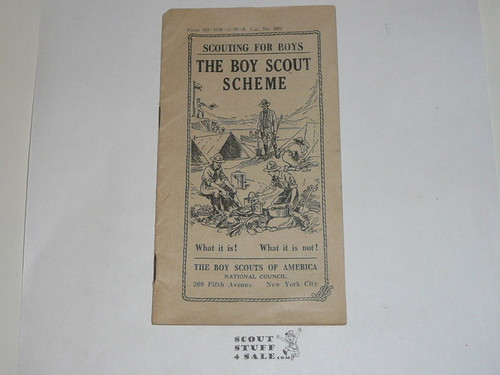 SCOUTING FOR BOYS
THE BOY SCOUT
SCHEME
What it is! What it is not!
THE BOY SCOUTS OF AMERICA
NATIONAL COUNCIL
200 Fifth Avenue New York City
SCOUT
STUFF
4 SALE.com